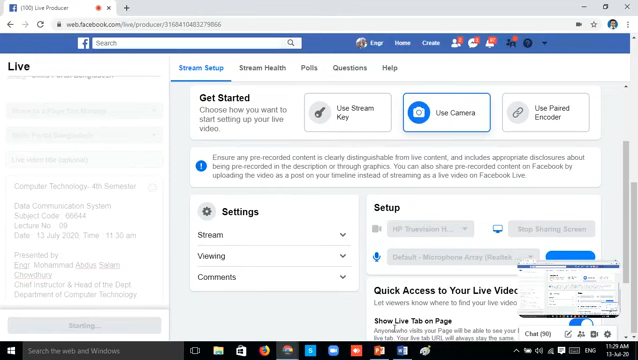 (100) Live Producer
web.facebook.com/live/producer/3168410483279866
Search
Engr
Home
Create
Live
Stream Setup
Stream Health
Polls
Questions
Help
Get Started
Choose how you want to
start setting up your live
video.
Use Stream
Key
Use Camera
Use Paired
Encoder
Ensure any pre-recorded content is clearly distinguishable from live content, and includes appropriate disclosures about
being pre-recorded in the description or through graphics. You can also share pre-recorded content on Facebook by
uploading the video as a post on your timeline instead of streaming as a live video on Facebook Live.
Live video title (optional)
Computer Technology- 4th Semester
Data Communication System
Subject Code: 66644
Lecture No. : 09
Date : 13 July 2020, Time : 11:30 am
Presented by
Engr. Mohammad Abdus Salam
Chowdhury
Chief Instructor & Head of the Dept
Department of Computer Technology
Starting...
Settings
Stream
Viewing
Comments
Setup
HP Truevision H...
Stop Sharing Screen
Default - Microphone Array (Realtek
Quick Access to Your Live Video
Let viewers know where to find your live video
Show Live Tab on Page
Anyone who visits your Page will be able to see your
live tab. Your live tab URL will always stay the same.
Chat (90)
Type here to search
11:29 AM
13-Jul-20